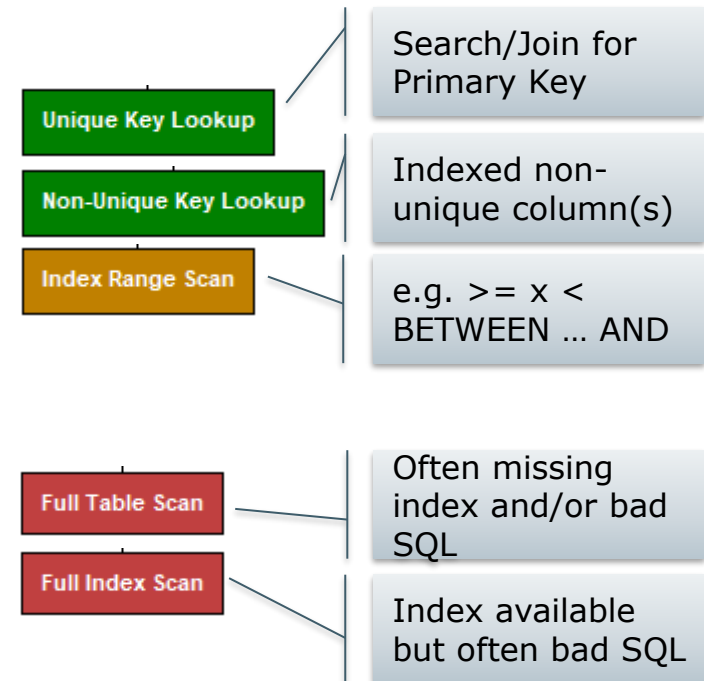 Search/Join for
Primary Key
Unique Key Lookup
Indexed non-
unique column(s)
Non-Unique Key Lookup
Index Range Scan
e.g. >= x <
BETWEEN … AND
Often missing
index and/or bad
SQL
Full Table Scan
Full Index Scan
Index available
but often bad SQL